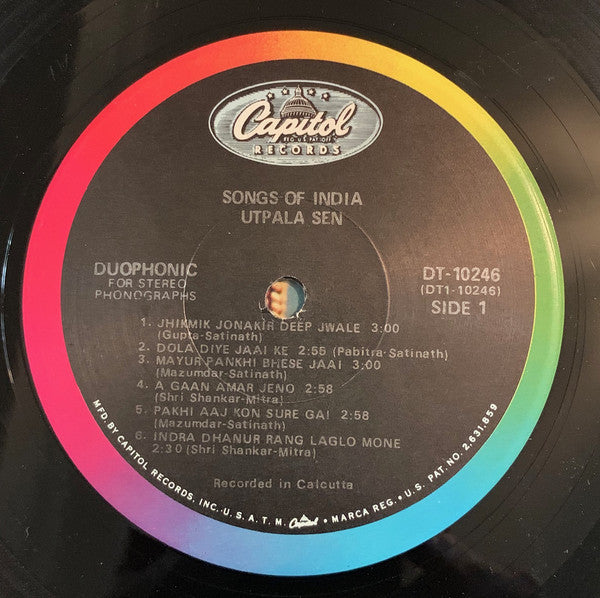 Capitol
REG. U.S. PAT. OFF.
RECORDS
SONGS OF INDIA
UTPALA SEN
DUOPHONIC
FOR STEREO
PHONOGRAPHS
DT-10246
(DT1-10246)
SIDE 1
1. JHIKMIK JONAKIR DEEP JWALE 3:00
(Gupta-Satinath)
2. DOLA DIYE JAAI KE 2:55 (Pabitra-Satinath)
3. MAYUR PANKHI BHESE JAAI 3:00
(Mazumdar-Satinath)
4. A GAAN AMAR JENO 2:58
(Shri Shankar-Mitra)
5. PAKHI AAJ KON SURE GAI 2:58
(Mazumdar-Satinath)
6. INDRA DHANUR RANG LAGLO MONE
2:30 (Shri Shankar-Mitra)
Recorded in Calcutta
MFD. BY CAPITOL RECORDS, INC. U.S.A. T.M. Capitol • MARCA REG. • U.S. PAT. NO. 2,631,859